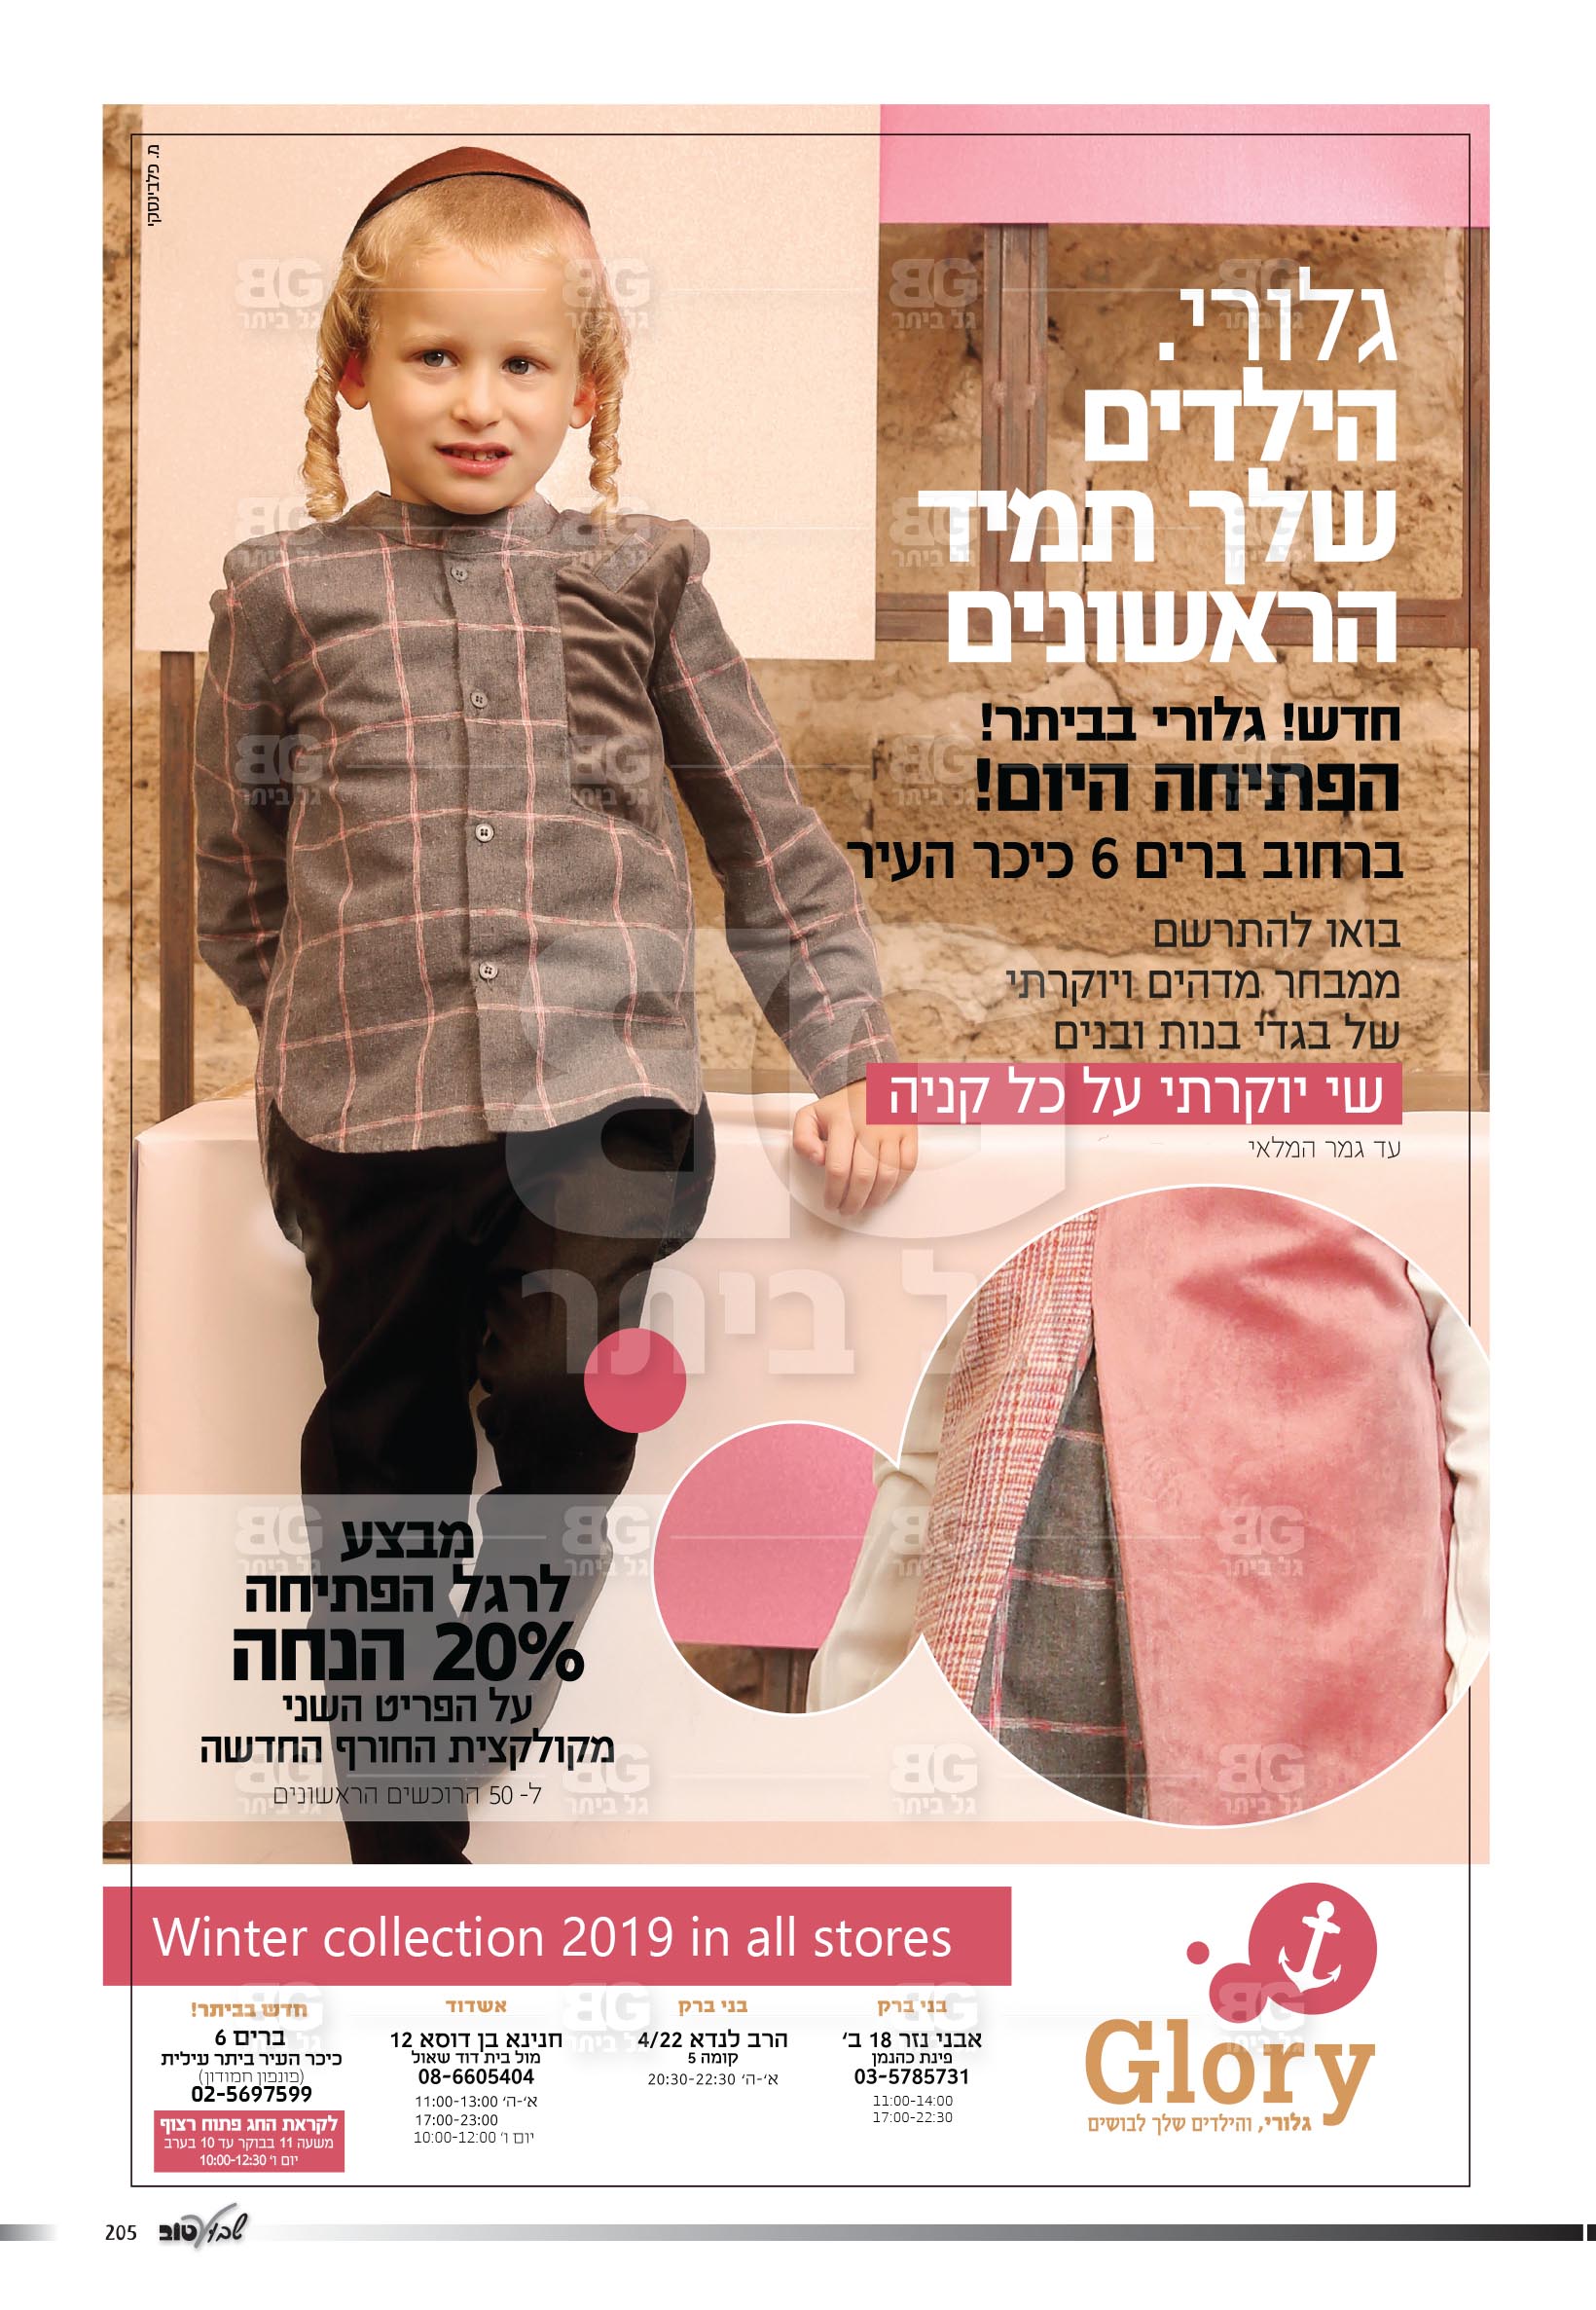 מ. פלבינסקי
גלורי.
הילדים
שלך תמיד
הראשונים
חדש! גלורי בביתר!
הפתיחה היום!
ברחוב ברים 6 כיכר העיר
בואו להתרשם
ממבחר מדהים ויוקרתי
של בגדי בנות ובנים
שי יוקרתי על כל קניה
עד גמר המלאי
BG
גל ביתר
מבצע
לרגל הפתיחה
20% הנחה
על הפריט השני
מקולקצית החורף החדשה
ל- 50 הרוכשים הראשונים
Winter collection 2019 in all stores
Glory
גלורי, והילדים שלך לבושים
בני ברק
אבני נזר 18 ב'
פינת כהנמן
03-5785731
11:00-14:00
17:00-22:30
בני ברק
הרב לנדא 4/22
קומה 5
א'-ה' 20:30-22:30
אשדוד
חנינא בן דוסא 12
מול בית דוד שאול
08-6605404
א'-ה' 11:00-13:00
17:00-23:00
יום ו' 10:00-12:00
חדש בביתר!
ברים 6
כיכר העיר ביתר עילית
(פונפון חמודון)
02-5697599
לקראת החג פתוח רצוף
משעה 11 בבוקר עד 10 בערב
יום ו' 10:00-12:30
שבועטוב
205